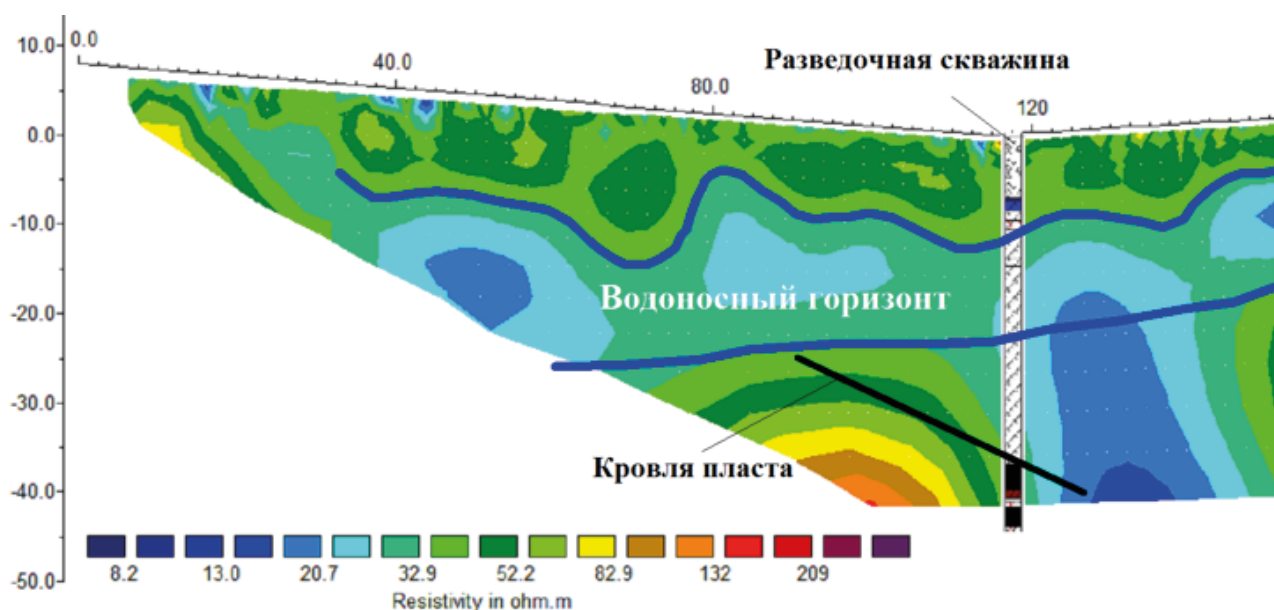 10.0
0.0
-10.0
-20.0
-30.0
-40.0
-50.0
0.0
40.0
80.0
120
Разведочная скважина
Водоносный горизонт
Кровля пласта
8.2 13.0 20.7 32.9 52.2 82.9 132 209
Resistivity in ohm.m